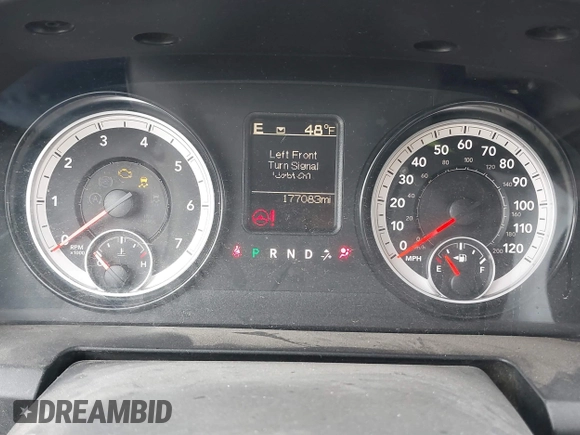 E 48°F
Left Front
Turn Signal
177083mi
0 1 2 3 4 5 6 7
RPM
x1000
H
P R N D
0 10 20 30 40 50 60 70 80 90 100 110 120
MPH
E F
DREAMBID